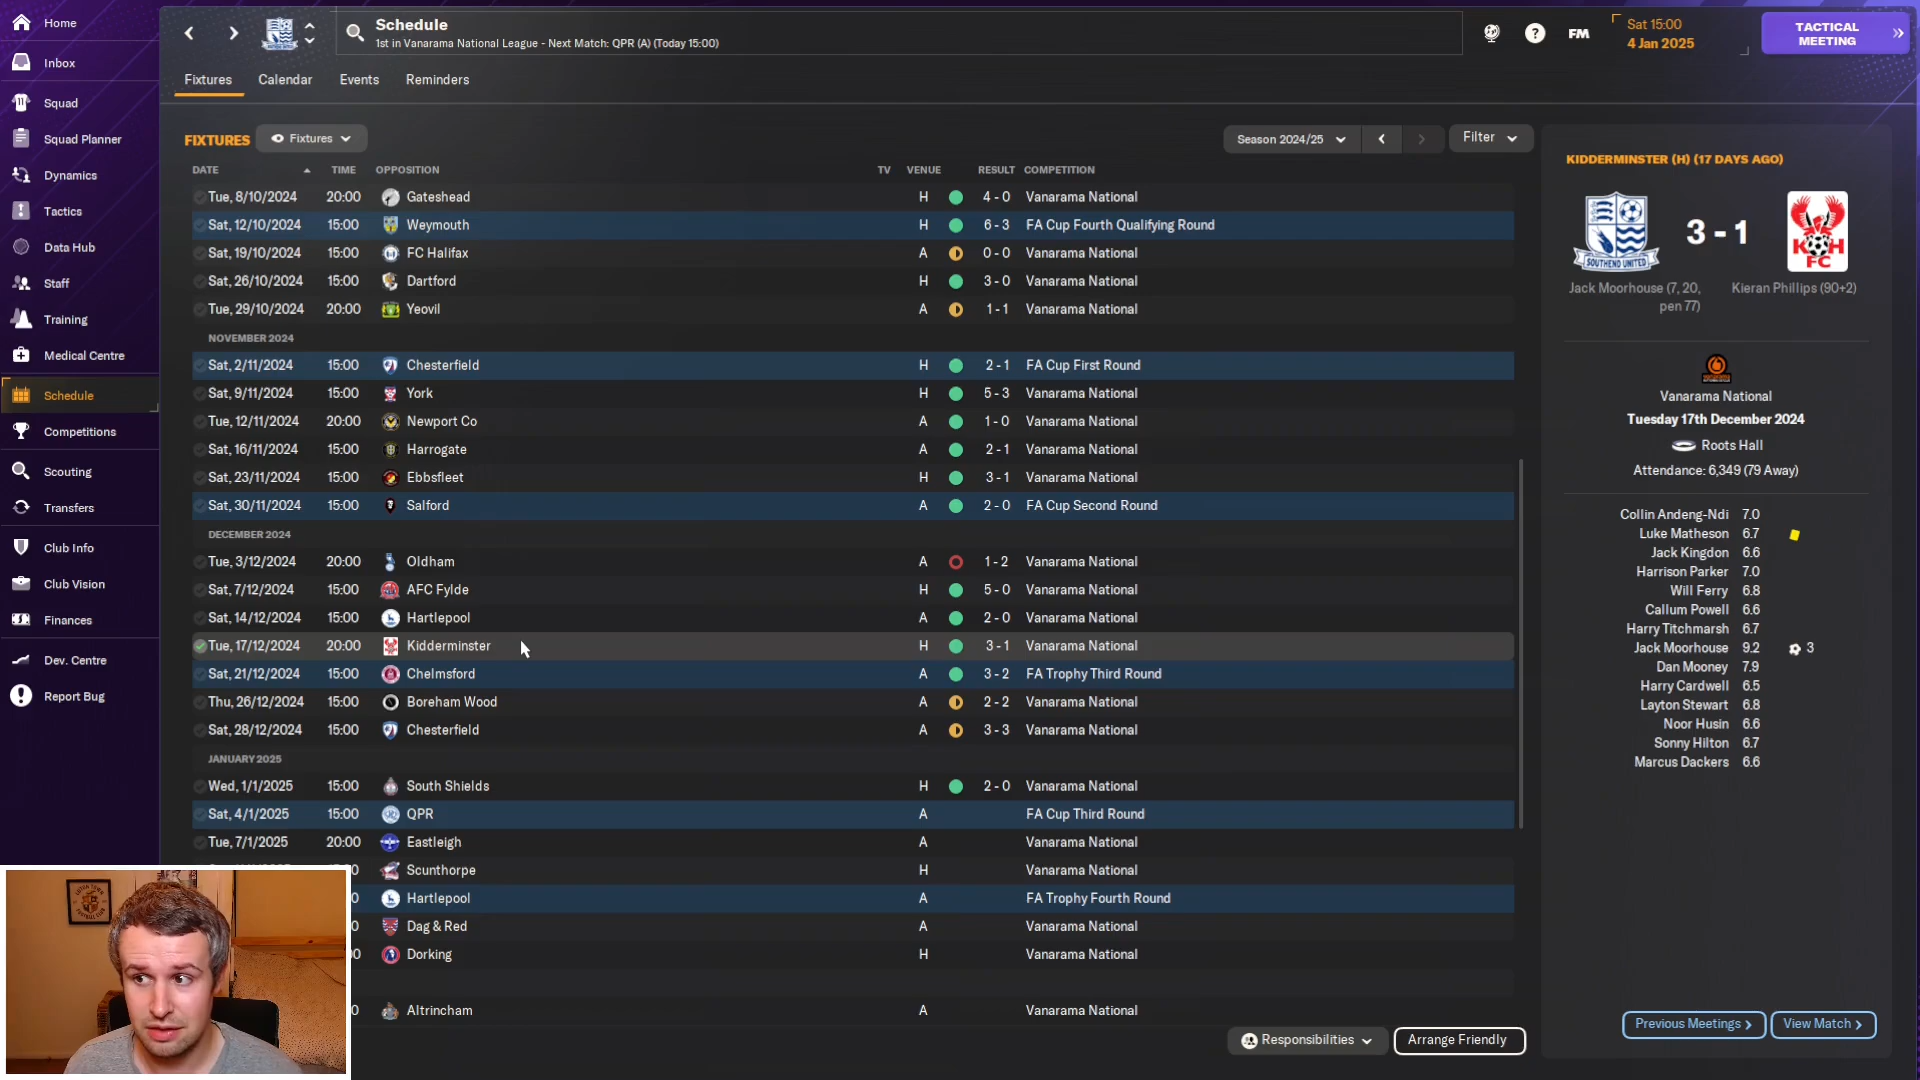 Home
Inbox
Squad
Squad Planner
Dynamics
Tactics
Data Hub
Staff
Training
Medical Centre
Schedule
Competitions
Scouting
Transfers
Club Info
Club Vision
Finances
Dev. Centre
Report Bug
Schedule
1st in Vanarama National League - Next Match: QPR (A) (Today 15:00)
? FM
Sat 15:00
4 Jan 2025
TACTICAL
MEETING
Fixtures Calendar Events Reminders
FIXTURES Fixtures
Season 2024/25 Filter
DATE TIME OPPOSITION TV VENUE RESULT COMPETITION
Tue, 8/10/2024 20:00 Gateshead H 4 - 0 Vanarama National
Sat, 12/10/2024 15:00 Weymouth H 6 - 3 FA Cup Fourth Qualifying Round
Sat, 19/10/2024 15:00 FC Halifax A 0 - 0 Vanarama National
Sat, 26/10/2024 15:00 Dartford H 3 - 0 Vanarama National
Tue, 29/10/2024 20:00 Yeovil A 1 - 1 Vanarama National
NOVEMBER 2024
Sat, 2/11/2024 15:00 Chesterfield H 2 - 1 FA Cup First Round
Sat, 9/11/2024 15:00 York H 5 - 3 Vanarama National
Tue, 12/11/2024 20:00 Newport Co A 1 - 0 Vanarama National
Sat, 16/11/2024 15:00 Harrogate A 2 - 1 Vanarama National
Sat, 23/11/2024 15:00 Ebbsfleet H 3 - 1 Vanarama National
Sat, 30/11/2024 15:00 Salford A 2 - 0 FA Cup Second Round
DECEMBER 2024
Tue, 3/12/2024 20:00 Oldham A 1 - 2 Vanarama National
Sat, 7/12/2024 15:00 AFC Fylde H 5 - 0 Vanarama National
Sat, 14/12/2024 15:00 Hartlepool A 2 - 0 Vanarama National
Tue, 17/12/2024 20:00 Kidderminster H 3 - 1 Vanarama National
Sat, 21/12/2024 15:00 Chelmsford A 3 - 2 FA Trophy Third Round
Thu, 26/12/2024 15:00 Boreham Wood A 2 - 2 Vanarama National
Sat, 28/12/2024 15:00 Chesterfield A 3 - 3 Vanarama National
JANUARY 2025
Wed, 1/1/2025 15:00 South Shields H 2 - 0 Vanarama National
Sat, 4/1/2025 15:00 QPR A FA Cup Third Round
Tue, 7/1/2025 20:00 Eastleigh A Vanarama National
Scunthorpe H Vanarama National
Hartlepool A FA Trophy Fourth Round
Dag & Red A Vanarama National
Dorking H Vanarama National
Altrincham A Vanarama National
Responsibilities Arrange Friendly
KIDDERMINSTER (H) (17 DAYS AGO)
SOUTHEND UNITED
3 - 1
KH
FC
Jack Moorhouse (7, 20, Kieran Phillips (90+2)
pen 77)
Vanarama National
Tuesday 17th December 2024
Roots Hall
Attendance: 6,349 (79 Away)
Collin Andeng-Ndi 7.0
Luke Matheson 6.7
Jack Kingdon 6.6
Harrison Parker 7.0
Will Ferry 6.8
Callum Powell 6.6
Harry Titchmarsh 6.7
Jack Moorhouse 9.2 3
Dan Mooney 7.9
Harry Cardwell 6.5
Layton Stewart 6.8
Noor Husin 6.6
Sonny Hilton 6.7
Marcus Dackers 6.6
Previous Meetings View Match